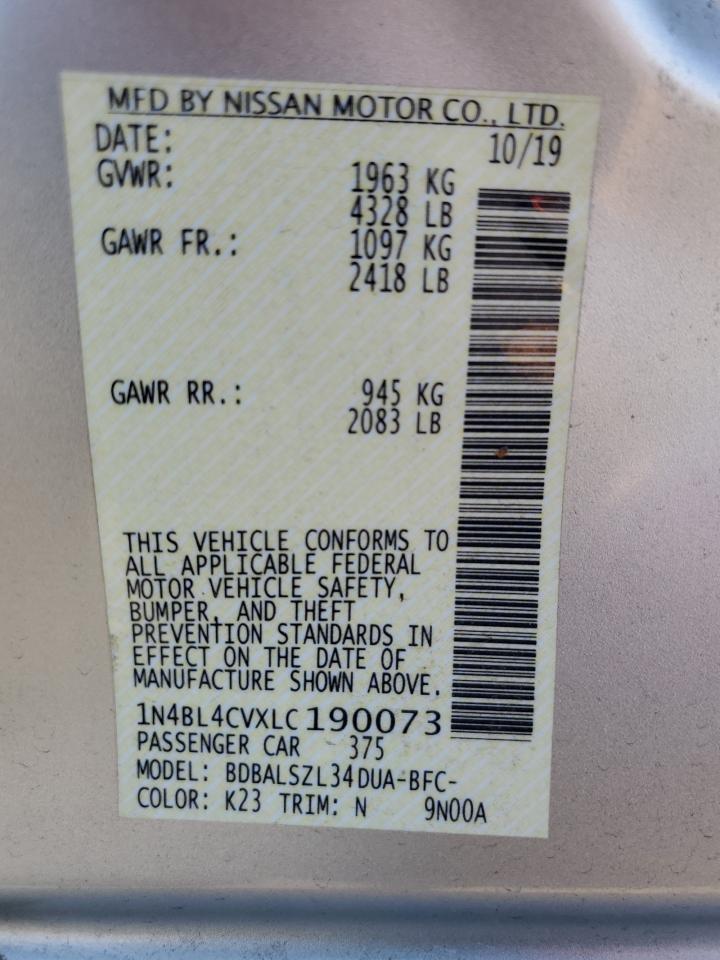 MFD BY NISSAN MOTOR CO., LTD.
DATE: 10/19
GVWR: 1963 KG
4328 LB
GAWR FR.: 1097 KG
2418 LB
GAWR RR.: 945 KG
2083 LB
THIS VEHICLE CONFORMS TO
ALL APPLICABLE FEDERAL
MOTOR VEHICLE SAFETY,
BUMPER, AND THEFT
PREVENTION STANDARDS IN
EFFECT ON THE DATE OF
MANUFACTURE SHOWN ABOVE.
1N4BL4CVXLC190073
PASSENGER CAR 375
MODEL: BDBALSZL34DUA-BFC-
COLOR: K23 TRIM: N 9N00A